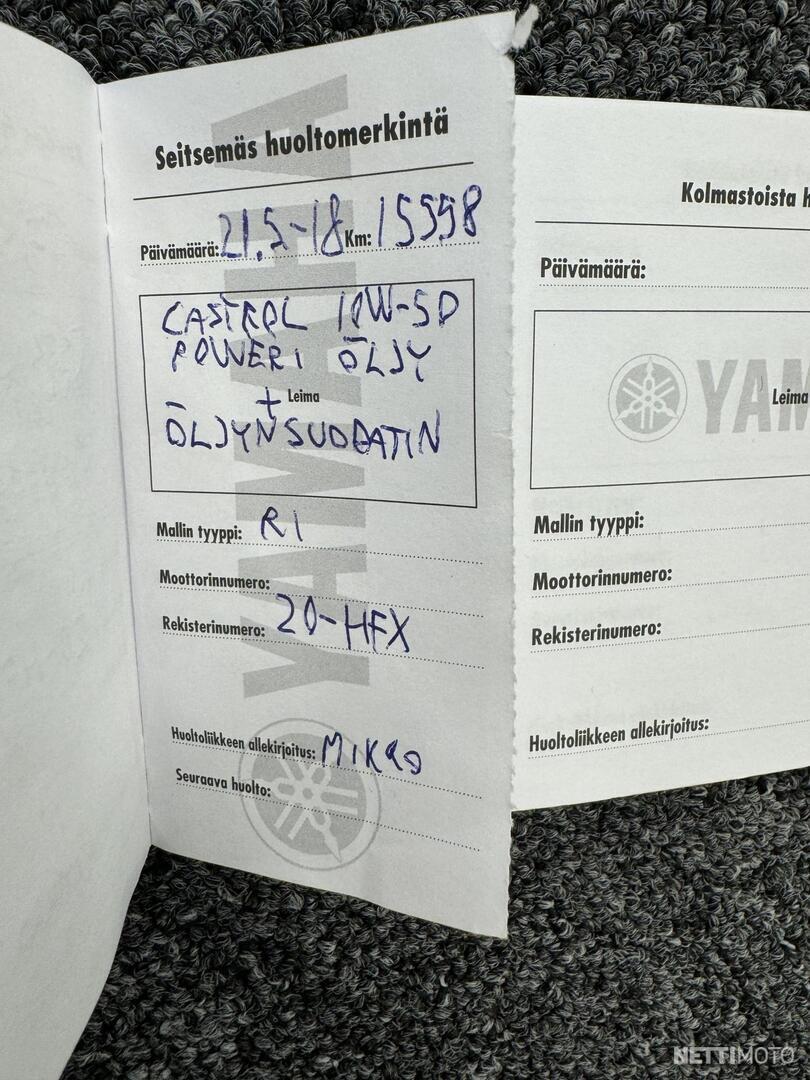 Seitsemäs huoltomerkintä
Päivämäärä: 21.5-18 Km: 15558
CASTROL 10W-50
POWER1 ÖLJY
+ Leima
ÖLJYNSUODATIN
Mallin tyyppi: R1
Moottorinnumero:
Rekisterinumero: 20-HFX
Huoltoliikkeen allekirjoitus: MIKKO
Seuraava huolto:
YAMAHA
Kolmastoista h
Päivämäärä:
YAM
Leima
Mallin tyyppi:
Moottorinnumero:
Rekisterinumero:
Huoltoliikkeen allekirjoitus:
NETTIMOTO